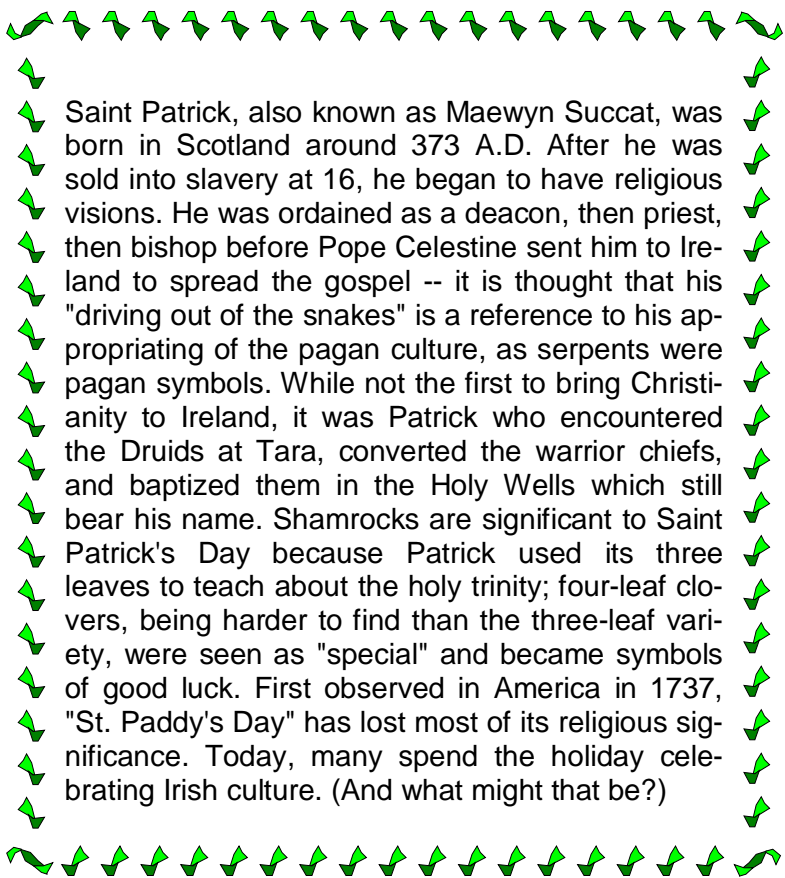 Saint Patrick, also known as Maewyn Succat, was
born in Scotland around 373 A.D. After he was
sold into slavery at 16, he began to have religious
visions. He was ordained as a deacon, then priest,
then bishop before Pope Celestine sent him to Ire-
land to spread the gospel -- it is thought that his
"driving out of the snakes" is a reference to his ap-
propriating of the pagan culture, as serpents were
pagan symbols. While not the first to bring Christi-
anity to Ireland, it was Patrick who encountered
the Druids at Tara, converted the warrior chiefs,
and baptized them in the Holy Wells which still
bear his name. Shamrocks are significant to Saint
Patrick's Day because Patrick used its three
leaves to teach about the holy trinity; four-leaf clo-
vers, being harder to find than the three-leaf vari-
ety, were seen as "special" and became symbols
of good luck. First observed in America in 1737,
"St. Paddy's Day" has lost most of its religious sig-
nificance. Today, many spend the holiday cele-
brating Irish culture. (And what might that be?)